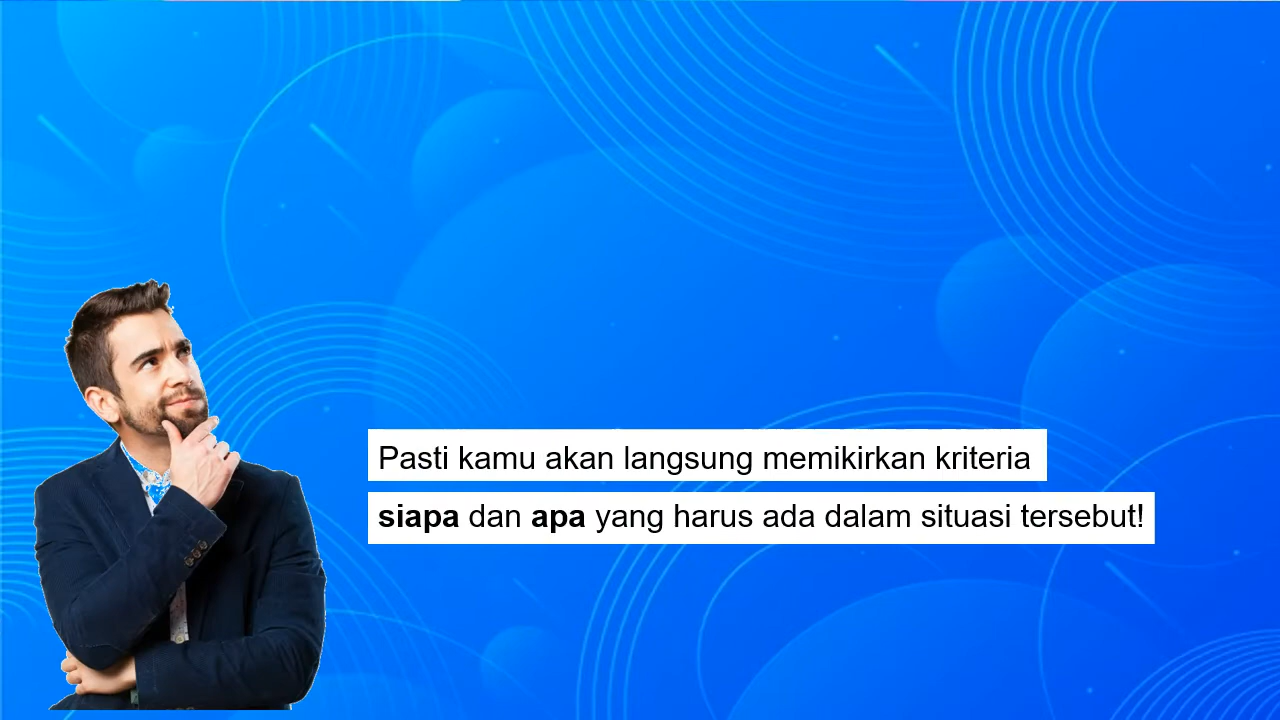 Pasti kamu akan langsung memikirkan kriteria
siapa dan apa yang harus ada dalam situasi tersebut!